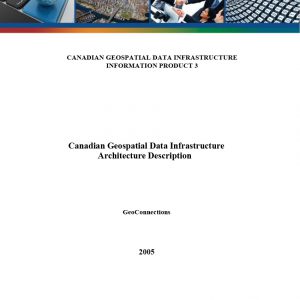 CANADIAN GEOSPATIAL DATA INFRASTRUCTURE
INFORMATION PRODUCT 3
Canadian Geospatial Data Infrastructure
Architecture Description
GeoConnections
2005